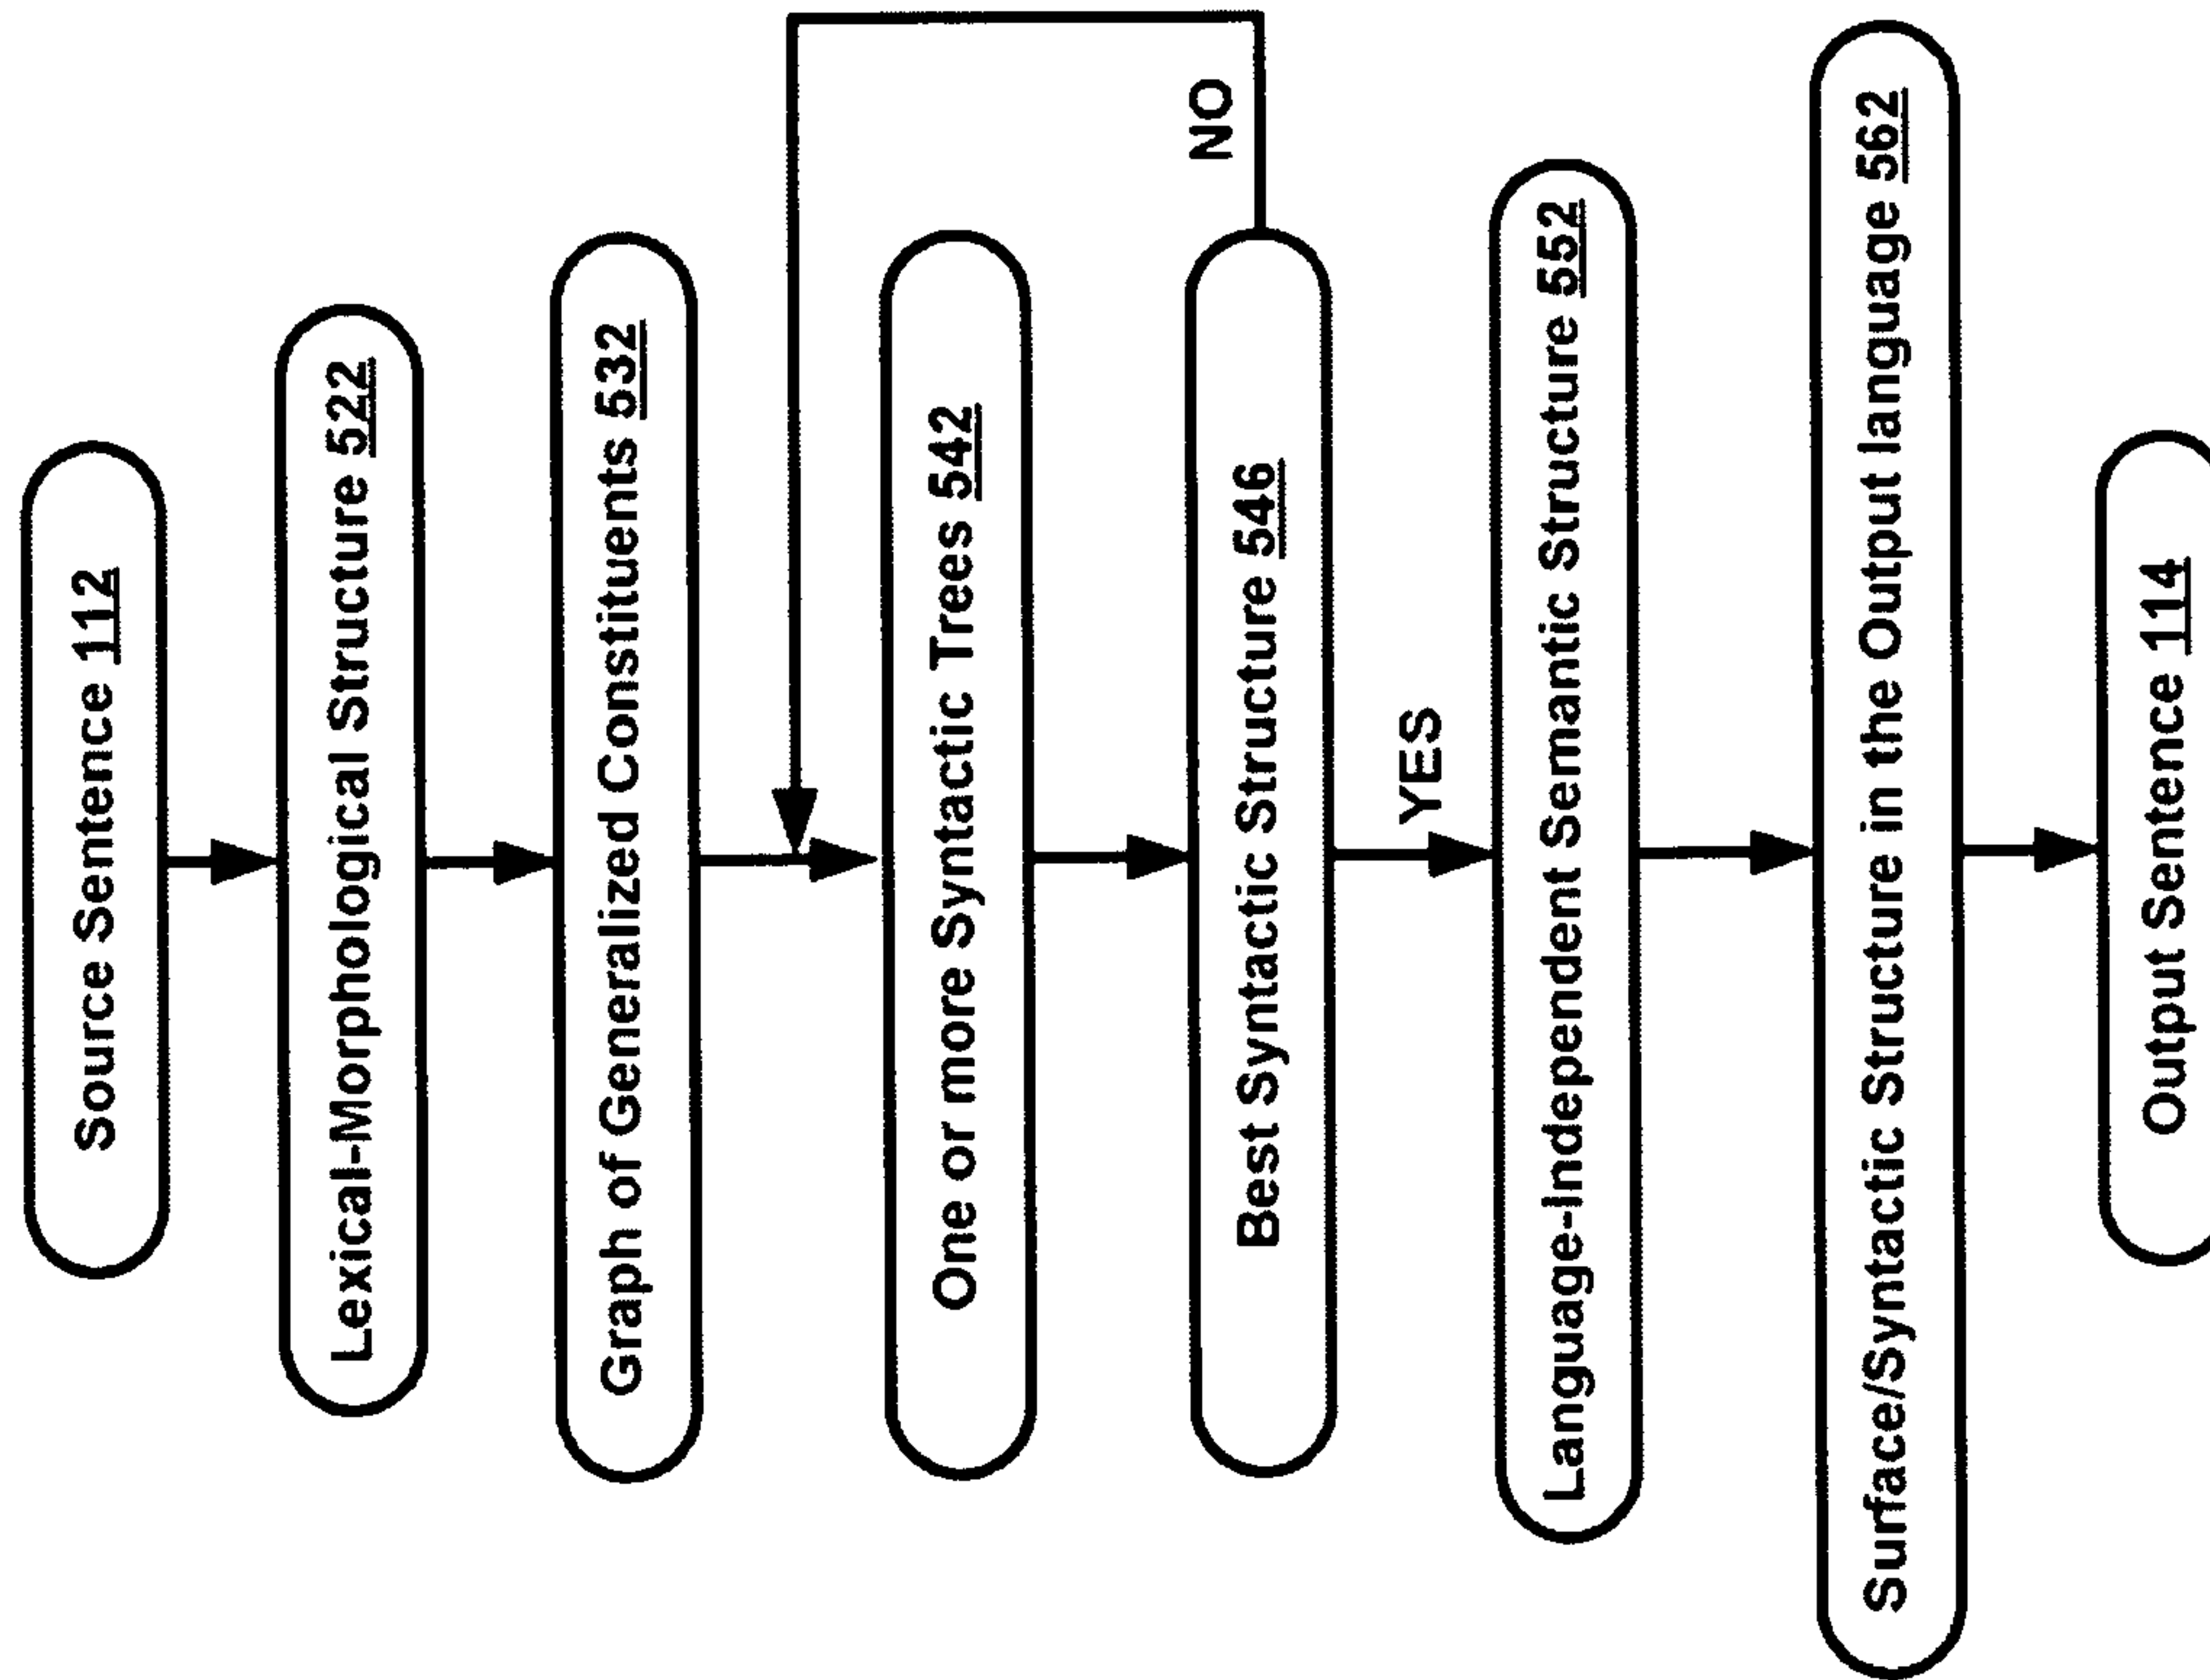 Source Sentence 112
Lexical-Morphological Structure 522
Graph of Generalized Constituents 532
One or more Syntactic Trees 542
Best Syntactic Structure 546
NO
YES
Language-Independent Semantic Structure 552
Surface/Syntactic Structure in the Output language 562
Output Sentence 114